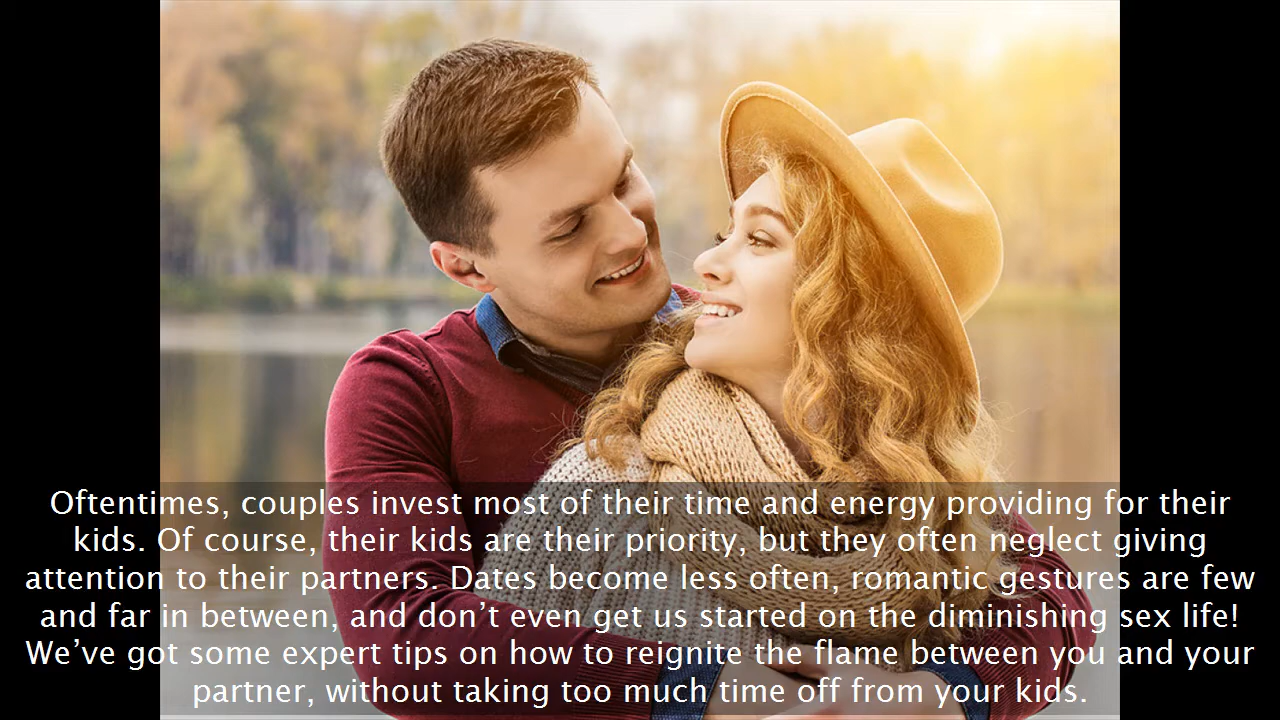 Oftentimes, couples invest most of their time and energy providing for their
kids. Of course, their kids are their priority, but they often neglect giving
attention to their partners. Dates become less often, romantic gestures are few
and far in between, and don’t even get us started on the diminishing sex life!
We’ve got some expert tips on how to reignite the flame between you and your
partner, without taking too much time off from your kids.